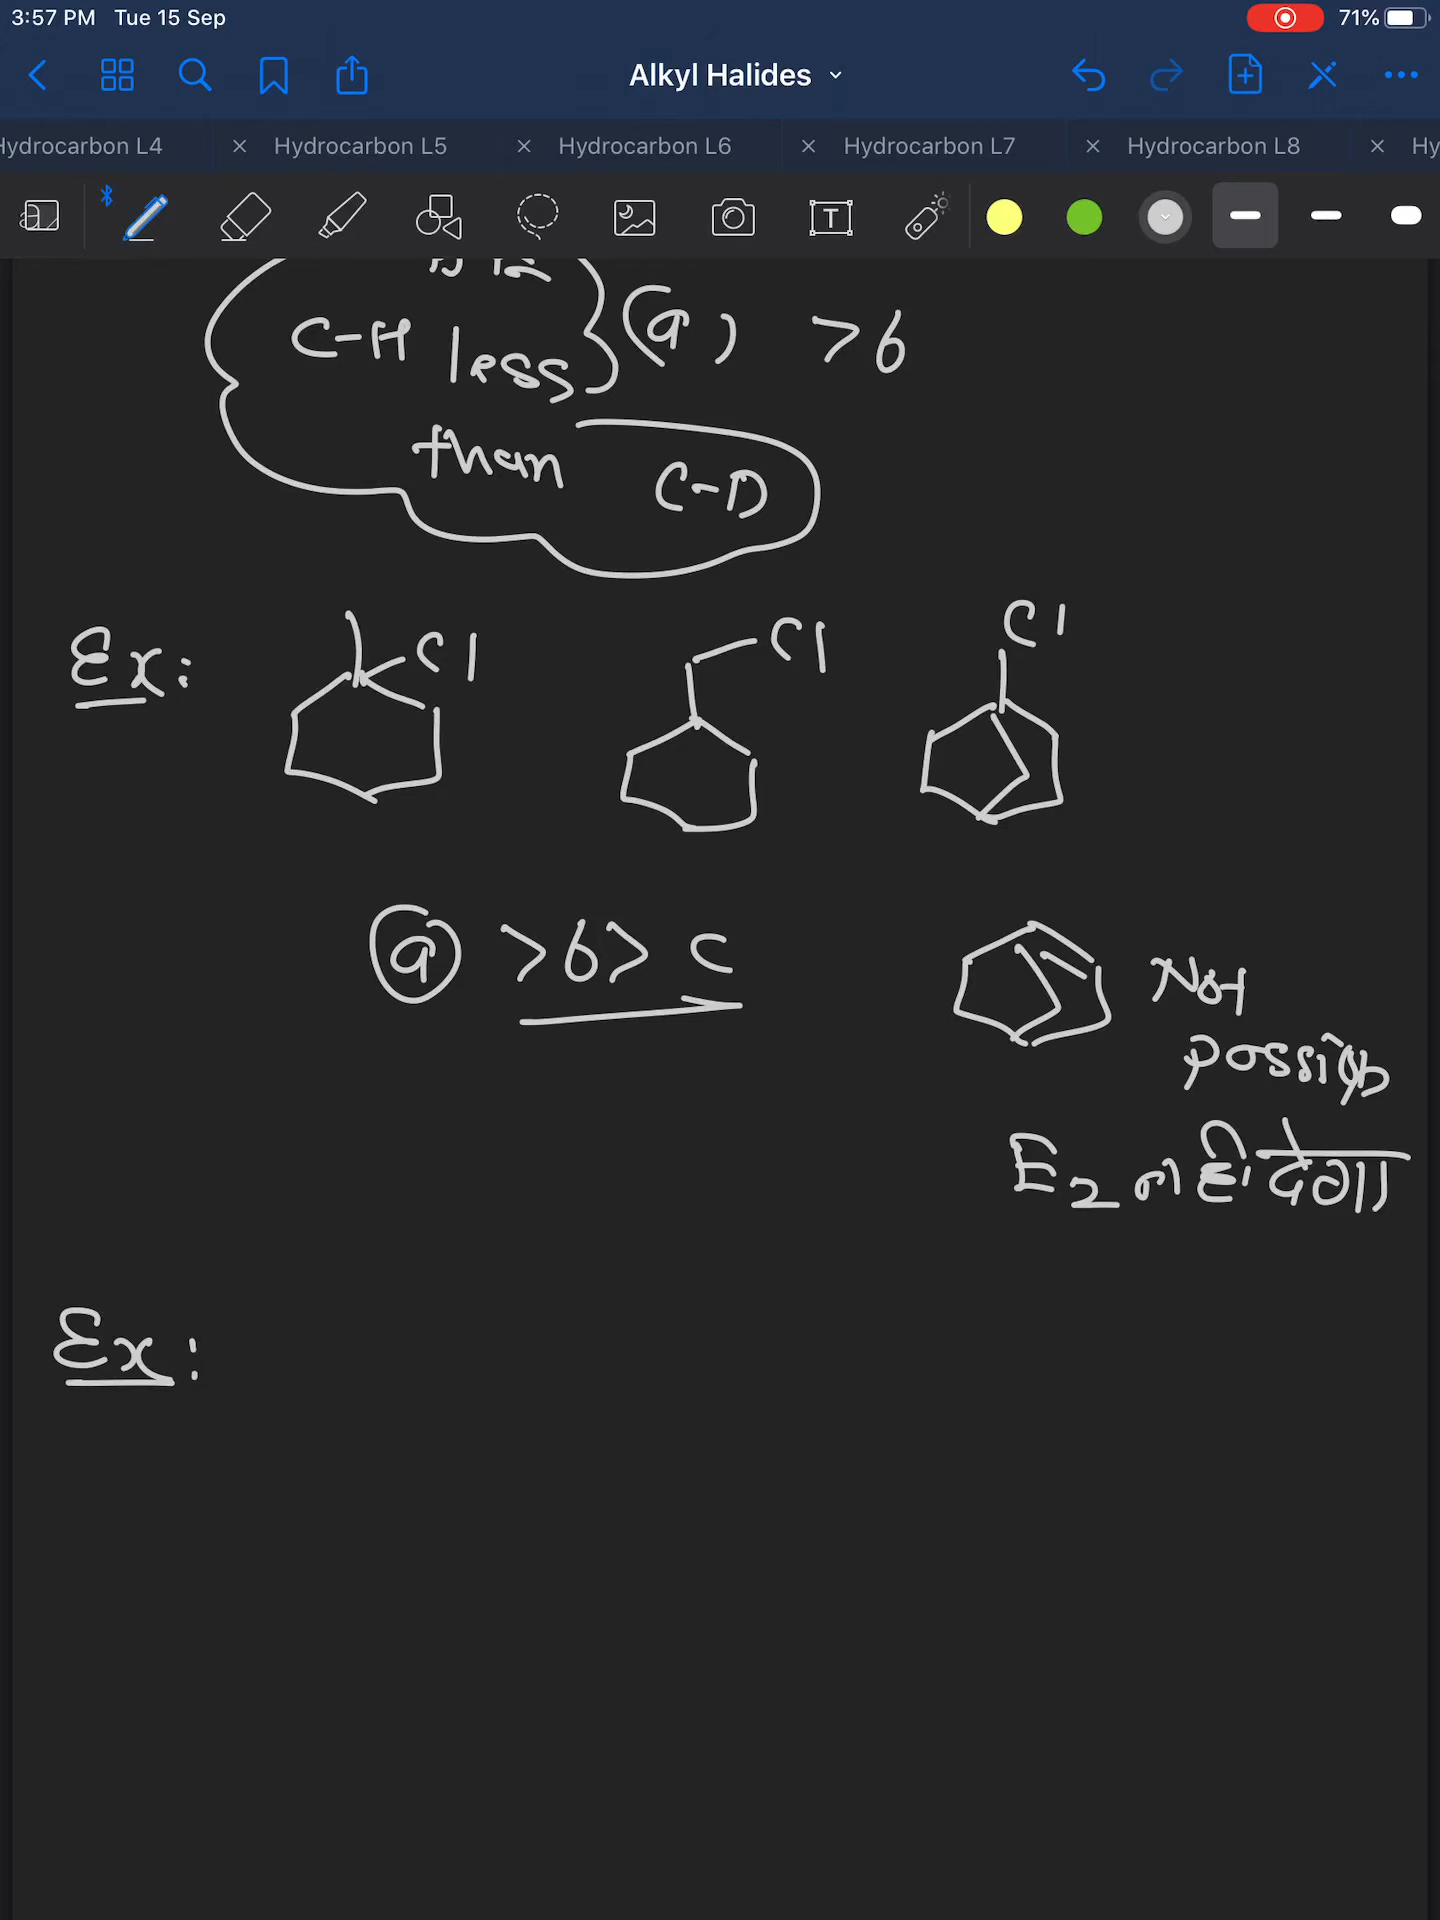 3:57 PM Tue 15 Sep 71%
Alkyl Halides
Hydrocarbon L4 Hydrocarbon L5 Hydrocarbon L6 Hydrocarbon L7 Hydrocarbon L8 Hy
C-H less (a) >b
than C-D
Ex: Cl Cl Cl
a >b> c
Not
possible
E2 नहीं देगा
Ex: